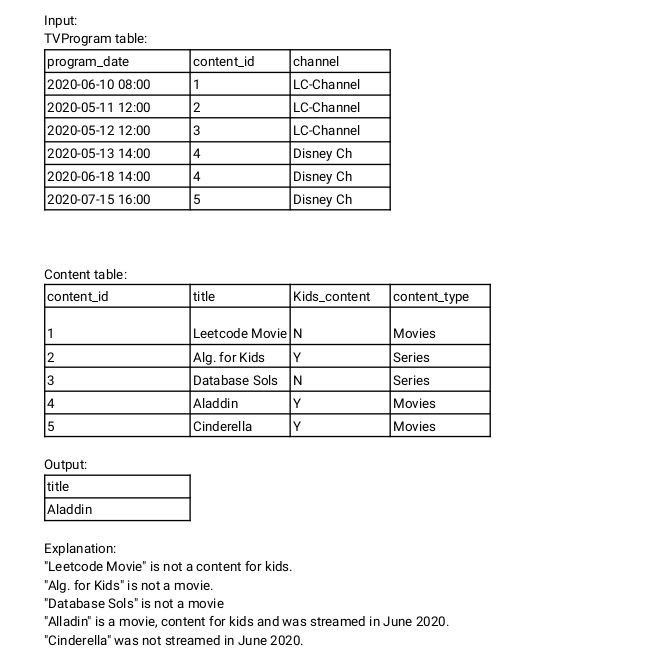 Input:
TVProgram table:
program_date content_id channel
2020-06-10 08:00 1 LC-Channel
2020-05-11 12:00 2 LC-Channel
2020-05-12 12:00 3 LC-Channel
2020-05-13 14:00 4 Disney Ch
2020-06-18 14:00 4 Disney Ch
2020-07-15 16:00 5 Disney Ch
Content table:
content_id title Kids_content content_type
1 Leetcode Movie N Movies
2 Alg. for Kids Y Series
3 Database Sols N Series
4 Aladdin Y Movies
5 Cinderella Y Movies
Output:
title
Aladdin
Explanation:
"Leetcode Movie" is not a content for kids.
"Alg. for Kids" is not a movie.
"Database Sols" is not a movie
"Alladin" is a movie, content for kids and was streamed in June 2020.
"Cinderella" was not streamed in June 2020.